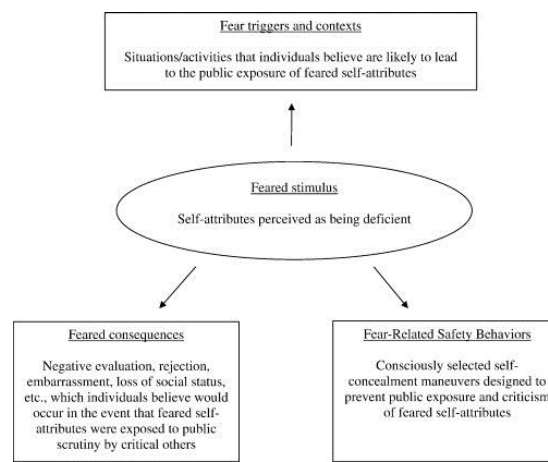 Fear triggers and contexts
Situations/activities that individuals believe are likely to lead
to the public exposure of feared self-attributes
Feared stimulus
Self-attributes perceived as being deficient
Feared consequences
Negative evaluation, rejection,
embarrassment, loss of social status,
etc., which individuals believe would
occur in the event that feared self-
attributes were exposed to public
scrutiny by critical others
Fear-Related Safety Behaviors
Consciously selected self-
concealment maneuvers designed to
prevent public exposure and criticism
of feared self-attributes